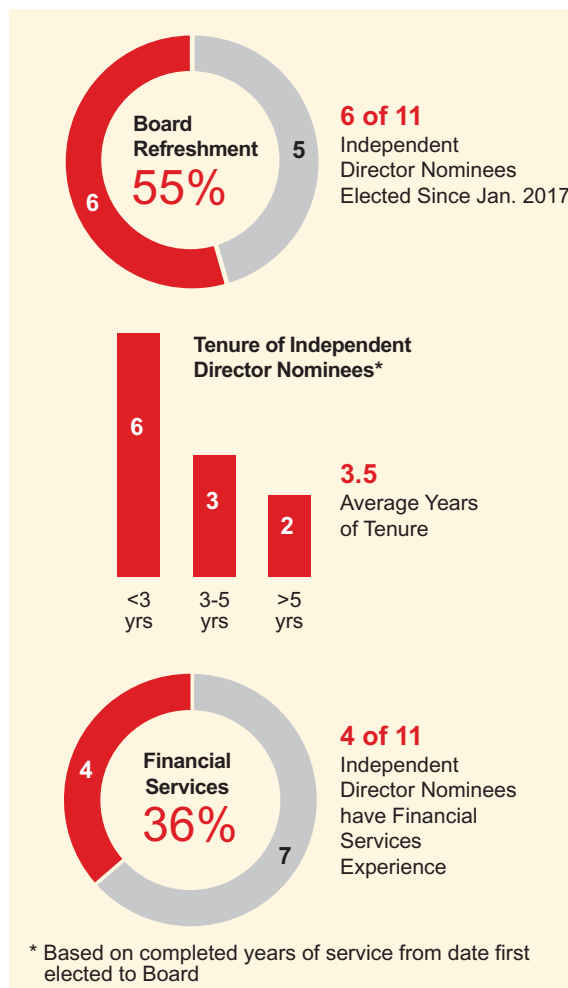 Board
Refreshment
55%
6
5
6 of 11
Independent
Director Nominees
Elected Since Jan. 2017
Tenure of Independent
Director Nominees*
6
3
2
<3
yrs
3-5
yrs
>5
yrs
3.5
Average Years
of Tenure
Financial
Services
36%
4
7
4 of 11
Independent
Director Nominees
have Financial
Services
Experience
* Based on completed years of service from date first
elected to Board